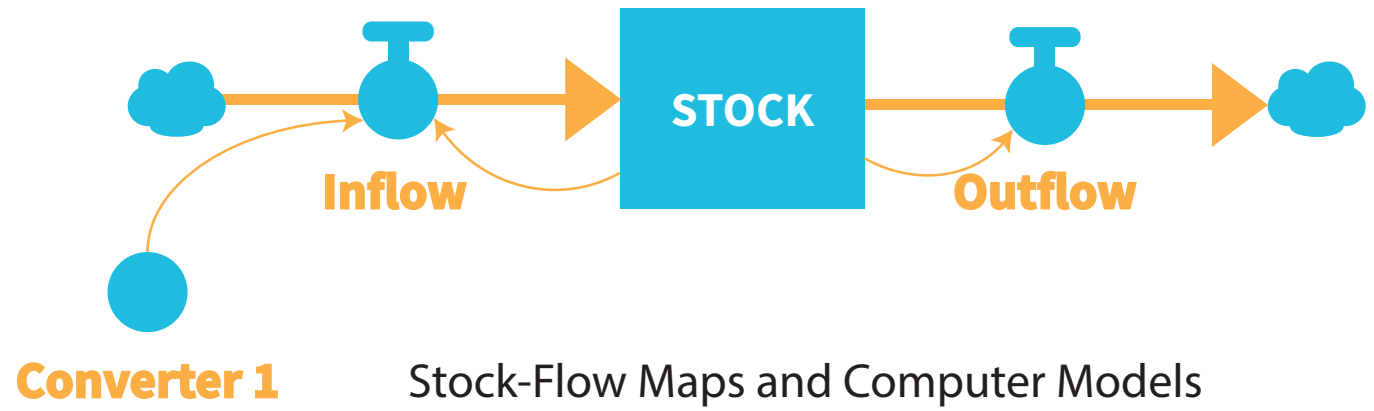 STOCK
Inflow
Outflow
Converter 1
Stock-Flow Maps and Computer Models